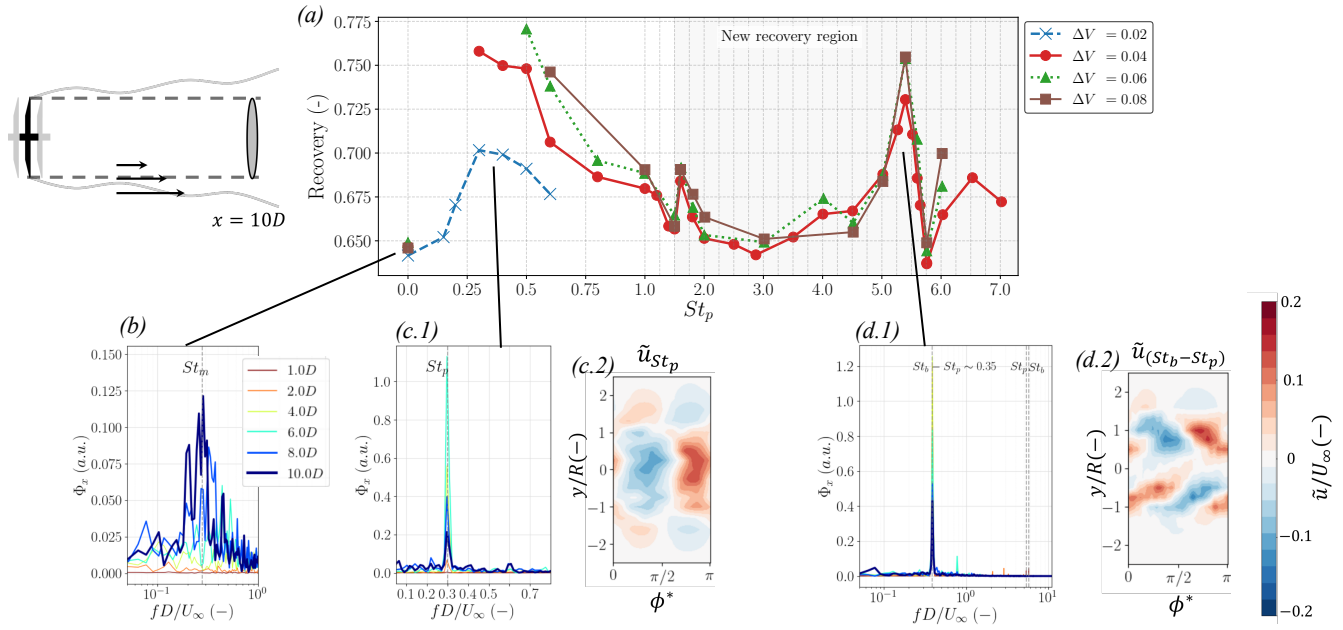 (a)
0.775
0.750
0.725
0.700
0.675
0.650
Recovery (-)
New recovery region
ΔV = 0.02
ΔV = 0.04
ΔV = 0.06
ΔV = 0.08
0.0 0.25 0.5 0.75 1.0 2.0 3.0 4.0 5.0 6.0 7.0
St_p
x = 10D
(b)
0.150
0.125
0.100
0.075
0.050
0.025
0.000
Φ_x (a.u.)
St_m
1.0D
2.0D
4.0D
6.0D
8.0D
10.0D
10^{-1} 10^0
fD/U_∞ (-)
(c.1)
1.0
0.8
0.6
0.4
0.2
0.0
Φ_x (a.u.)
St_p
0.1 0.2 0.3 0.4 0.5 0.7
fD/U_∞ (-)
(c.2)
ũ_{St_p}
2
1
0
-1
-2
y/R(-)
0 π/2 π
ϕ*
(d.1)
1.2
1.0
0.8
0.6
0.4
0.2
0.0
Φ_x (a.u.)
St_b − St_p ∼ 0.35 St_p St_b
10^{-1} 10^0 10^1
fD/U_∞ (-)
(d.2)
ũ_{(St_b−St_p)}
2
1
0
-1
-2
y/R(-)
0 π/2 π
ϕ*
0.2
0.1
0
-0.1
-0.2
ũ/U_∞(-)